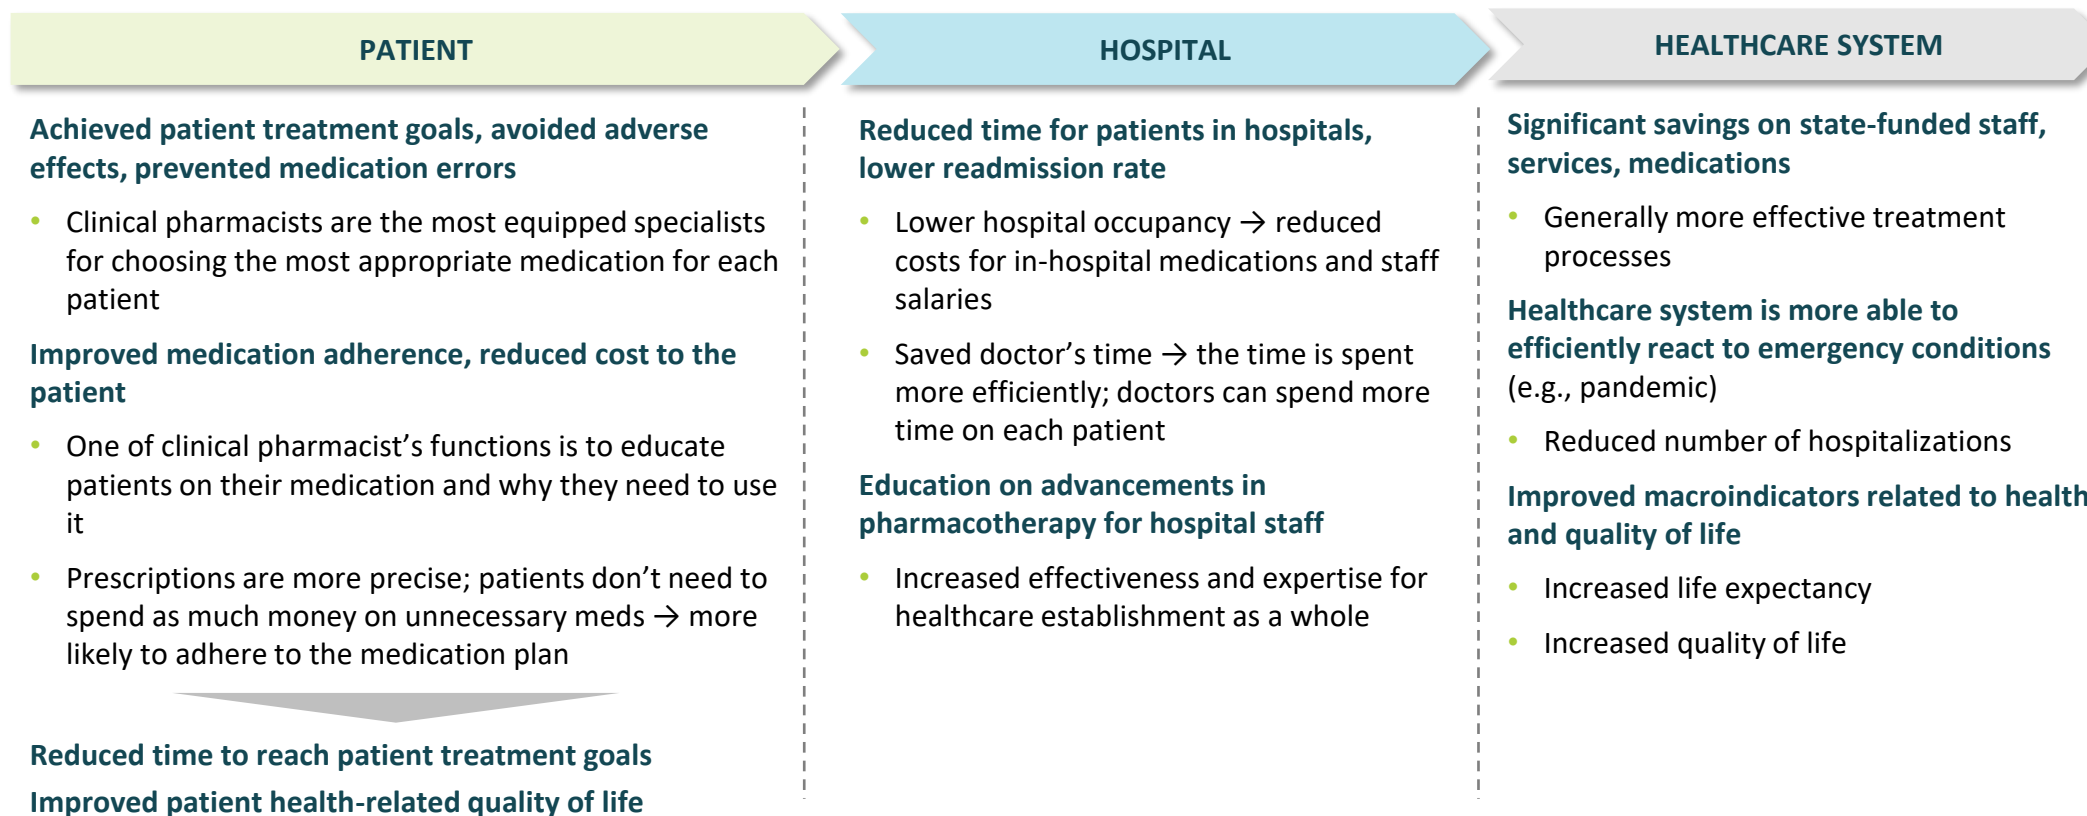 PATIENT
Achieved patient treatment goals, avoided adverse
effects, prevented medication errors
• Clinical pharmacists are the most equipped specialists
for choosing the most appropriate medication for each
patient
Improved medication adherence, reduced cost to the
patient
• One of clinical pharmacist’s functions is to educate
patients on their medication and why they need to use
it
• Prescriptions are more precise; patients don’t need to
spend as much money on unnecessary meds → more
likely to adhere to the medication plan
Reduced time to reach patient treatment goals
Improved patient health-related quality of life
HOSPITAL
Reduced time for patients in hospitals,
lower readmission rate
• Lower hospital occupancy → reduced
costs for in-hospital medications and staff
salaries
• Saved doctor’s time → the time is spent
more efficiently; doctors can spend more
time on each patient
Education on advancements in
pharmacotherapy for hospital staff
• Increased effectiveness and expertise for
healthcare establishment as a whole
HEALTHCARE SYSTEM
Significant savings on state-funded staff,
services, medications
• Generally more effective treatment
processes
Healthcare system is more able to
efficiently react to emergency conditions
(e.g., pandemic)
• Reduced number of hospitalizations
Improved macroindicators related to health
and quality of life
• Increased life expectancy
• Increased quality of life